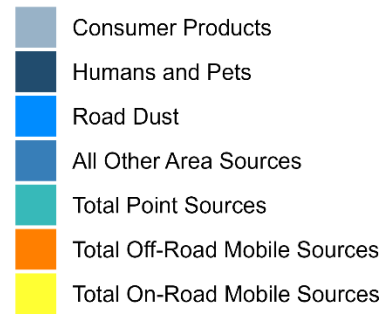 Consumer Products
Humans and Pets
Road Dust
All Other Area Sources
Total Point Sources
Total Off-Road Mobile Sources
Total On-Road Mobile Sources